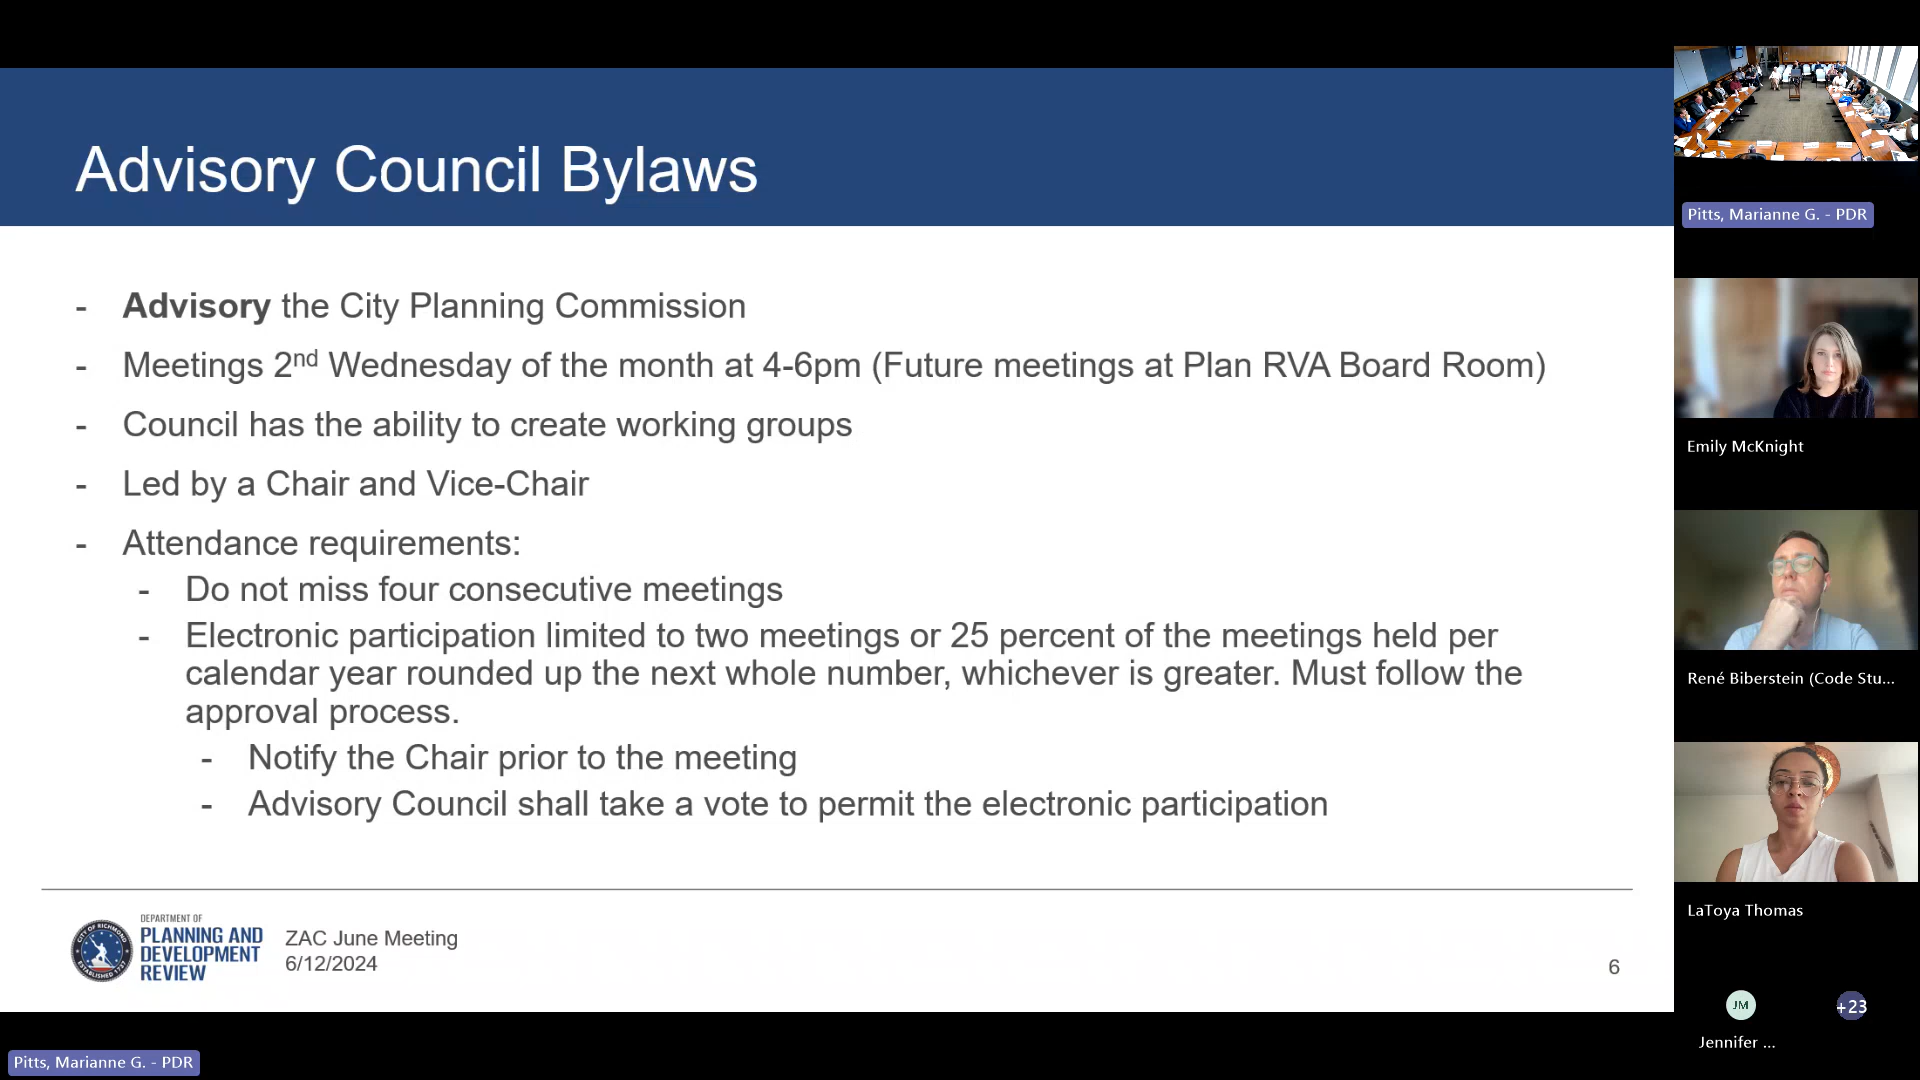 Advisory Council Bylaws
- Advisory the City Planning Commission
- Meetings 2nd Wednesday of the month at 4-6pm (Future meetings at Plan RVA Board Room)
- Council has the ability to create working groups
- Led by a Chair and Vice-Chair
- Attendance requirements:
- Do not miss four consecutive meetings
- Electronic participation limited to two meetings or 25 percent of the meetings held per
calendar year rounded up the next whole number, whichever is greater. Must follow the
approval process.
- Notify the Chair prior to the meeting
- Advisory Council shall take a vote to permit the electronic participation
CITY OF RICHMOND
DEPARTMENT OF
PLANNING AND
DEVELOPMENT
REVIEW
ZAC June Meeting
6/12/2024
6
Pitts, Marianne G. - PDR
Pitts, Marianne G. - PDR
Emily McKnight
René Biberstein (Code Stu...
LaToya Thomas
JM
+23
Jennifer ...